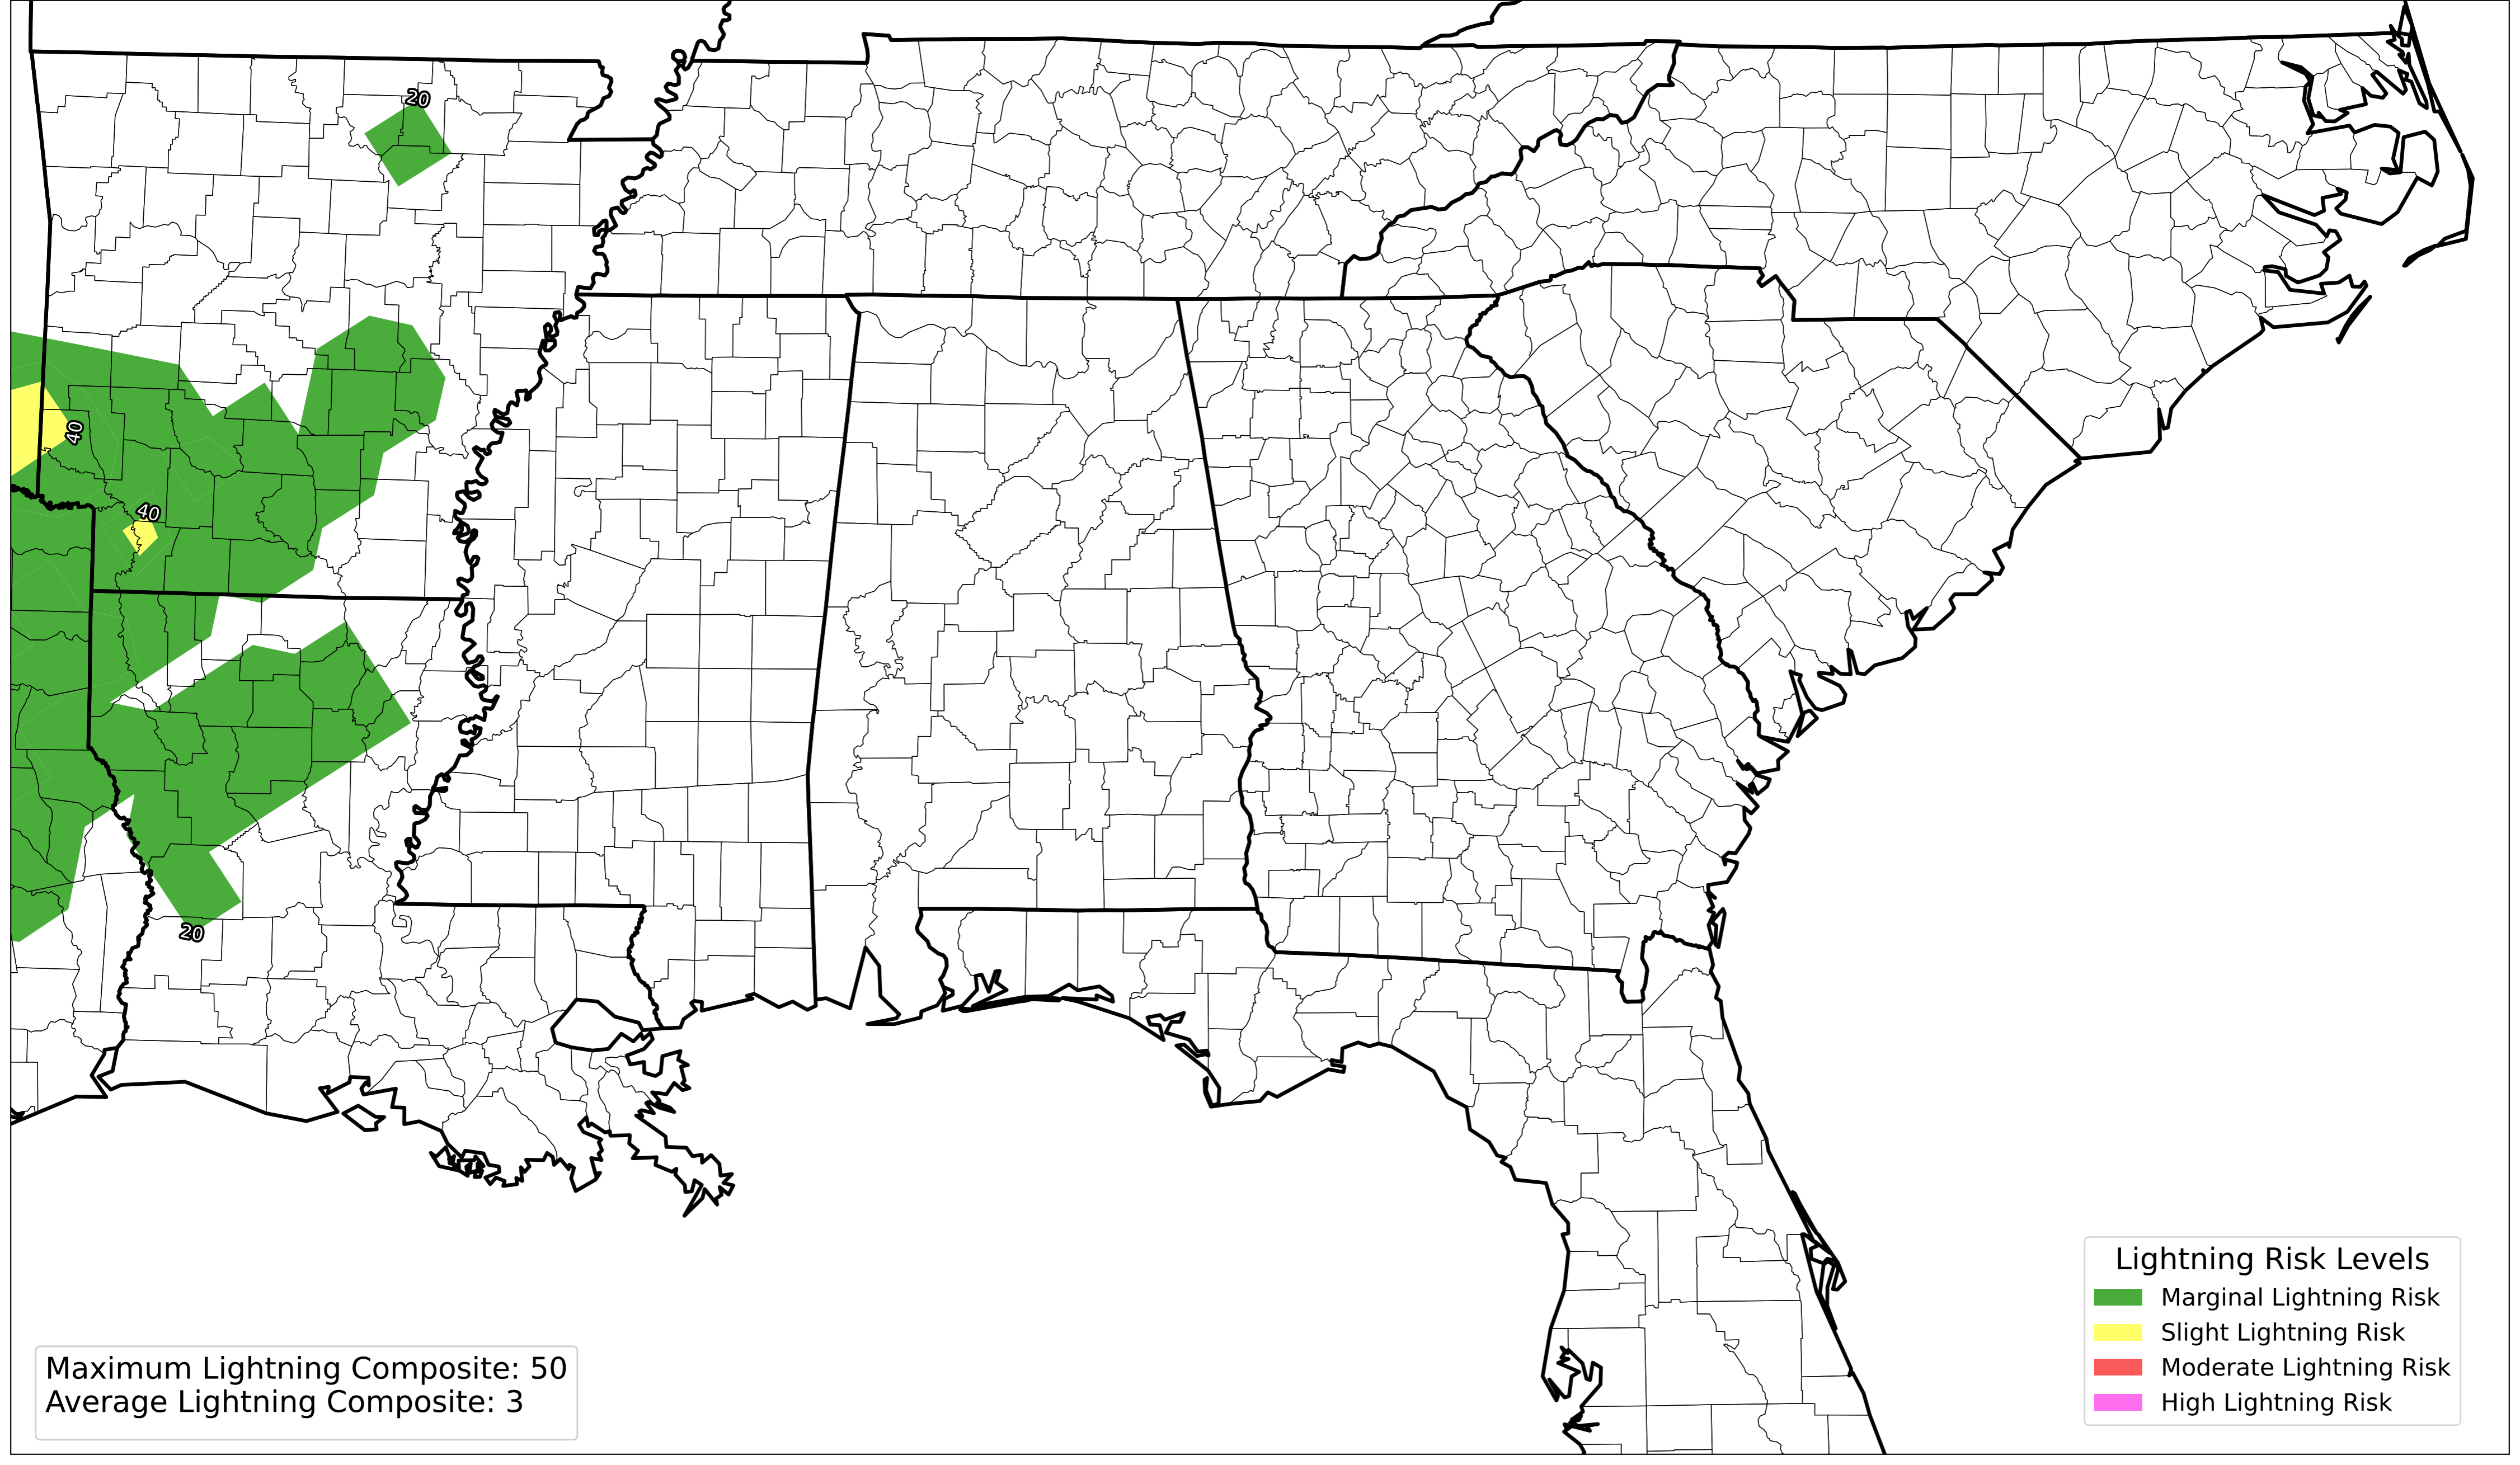 20
40
40
20
Lightning Risk Levels
Marginal Lightning Risk
Slight Lightning Risk
Moderate Lightning Risk
High Lightning Risk
Maximum Lightning Composite: 50
Average Lightning Composite: 3